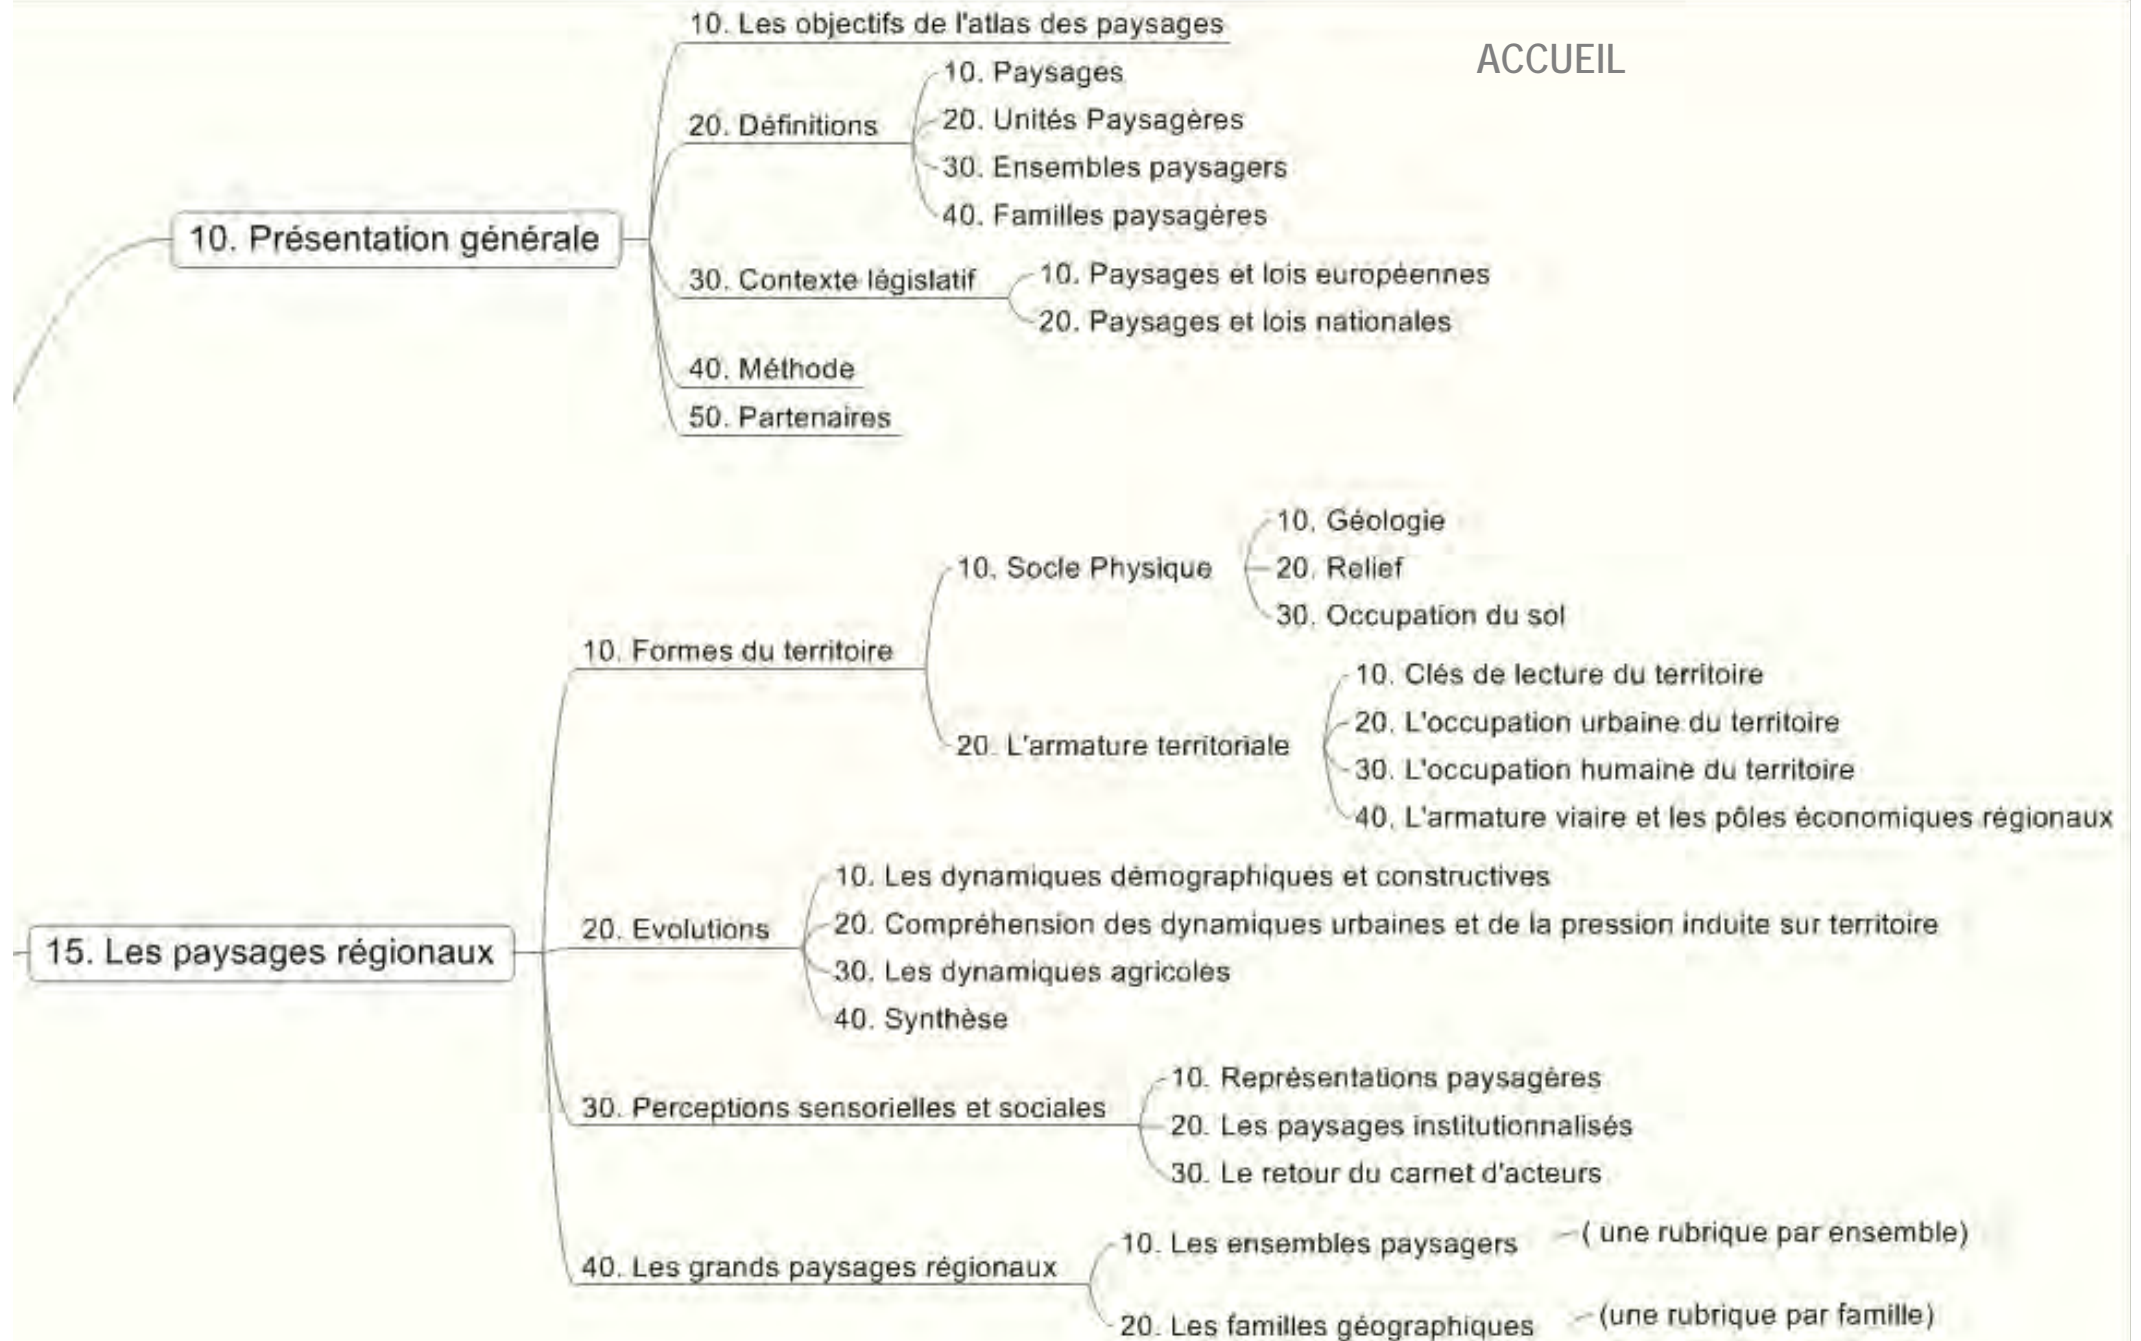 ACCUEIL
10. Présentation générale
10. Les objectifs de l'atlas des paysages
20. Définitions
10. Paysages
20. Unités Paysagères
30. Ensembles paysagers
40. Familles paysagères
30. Contexte législatif
10. Paysages et lois européennes
20. Paysages et lois nationales
40. Méthode
50. Partenaires
15. Les paysages régionaux
10. Formes du territoire
10. Socle Physique
10. Géologie
20. Relief
30. Occupation du sol
20. L'armature territoriale
10. Clés de lecture du territoire
20. L'occupation urbaine du territoire
30. L'occupation humaine du territoire
40. L'armature viaire et les pôles économiques régionaux
20. Evolutions
10. Les dynamiques démographiques et constructives
20. Compréhension des dynamiques urbaines et de la pression induite sur territoire
30. Les dynamiques agricoles
40. Synthèse
30. Perceptions sensorielles et sociales
10. Représentations paysagères
20. Les paysages institutionnalisés
30. Le retour du carnet d'acteurs
40. Les grands paysages régionaux
10. Les ensembles paysagers
( une rubrique par ensemble)
20. Les familles géographiques
(une rubrique par famille)